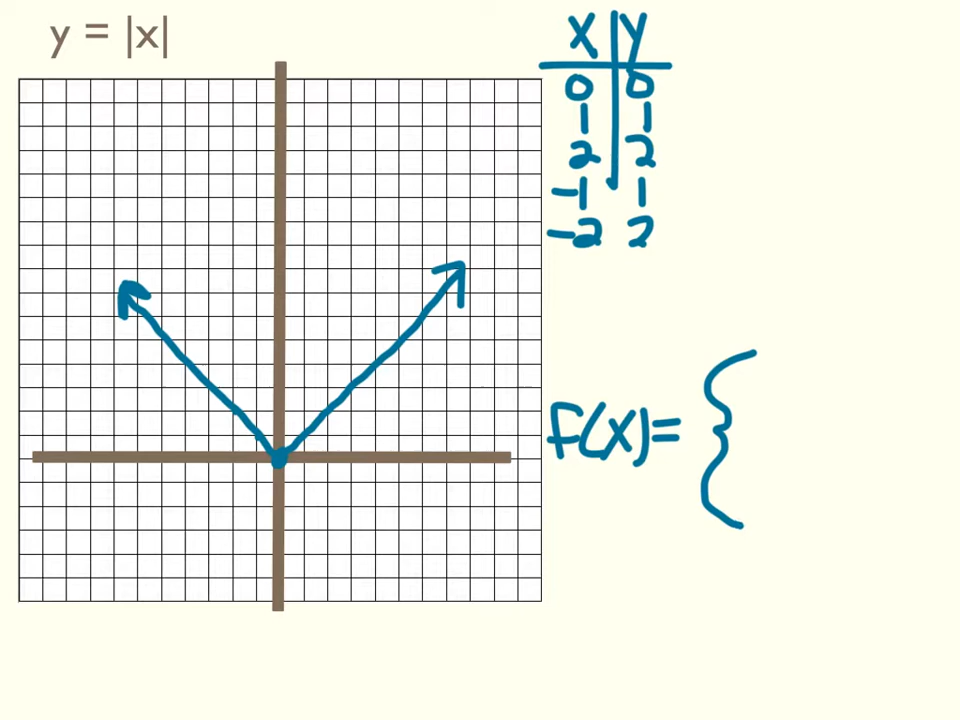 y = |x|
X | Y
0 0
1 1
2 2
-1 1
-2 2
F(X)= {